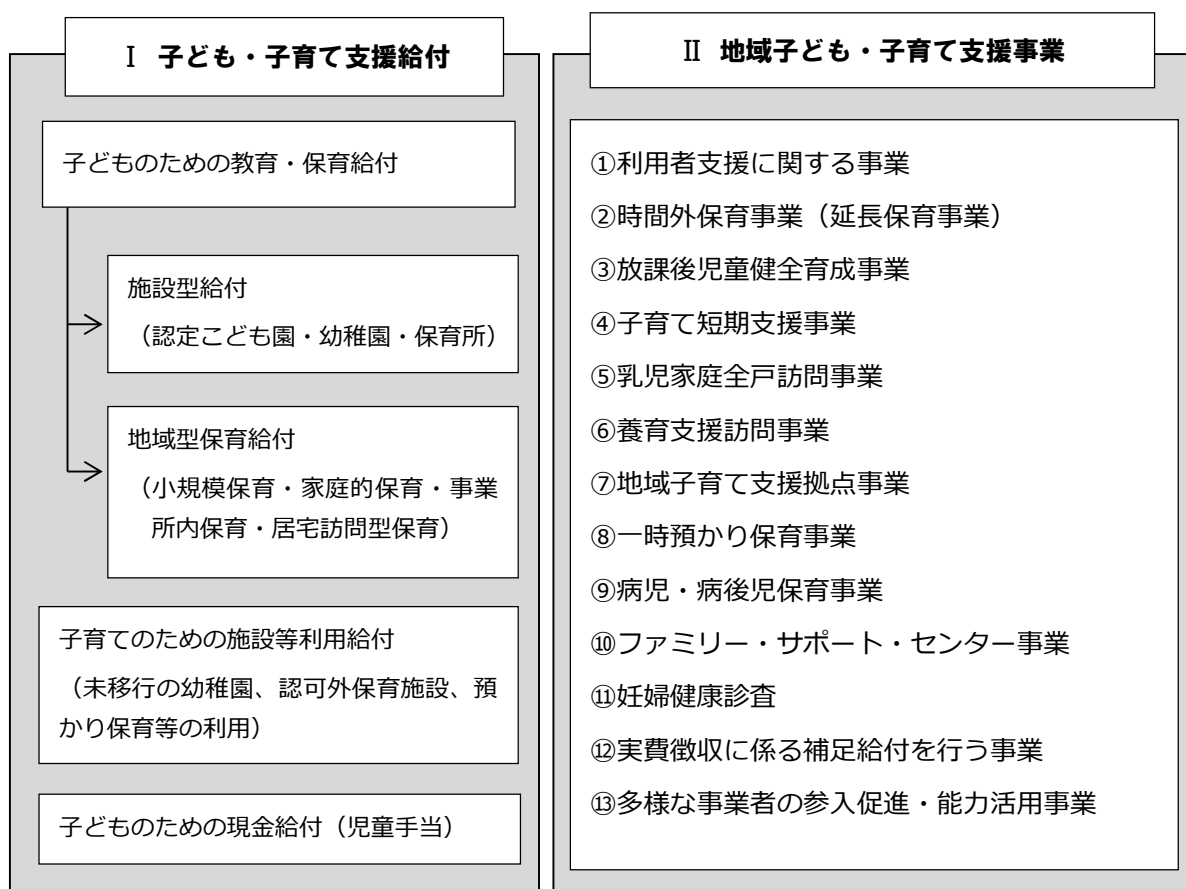 Ⅰ 子ども・子育て支援給付
子どものための教育・保育給付
施設型給付
（認定こども園・幼稚園・保育所）
地域型保育給付
（小規模保育・家庭的保育・事業
所内保育・居宅訪問型保育）
子育てのための施設等利用給付
（未移行の幼稚園、認可外保育施設、預
かり保育等の利用）
子どものための現金給付（児童手当）
Ⅱ 地域子ども・子育て支援事業
①利用者支援に関する事業
②時間外保育事業（延長保育事業）
③放課後児童健全育成事業
④子育て短期支援事業
⑤乳児家庭全戸訪問事業
⑥養育支援訪問事業
⑦地域子育て支援拠点事業
⑧一時預かり保育事業
⑨病児・病後児保育事業
⑩ファミリー・サポート・センター事業
⑪妊婦健康診査
⑫実費徴収に係る補足給付を行う事業
⑬多様な事業者の参入促進・能力活用事業